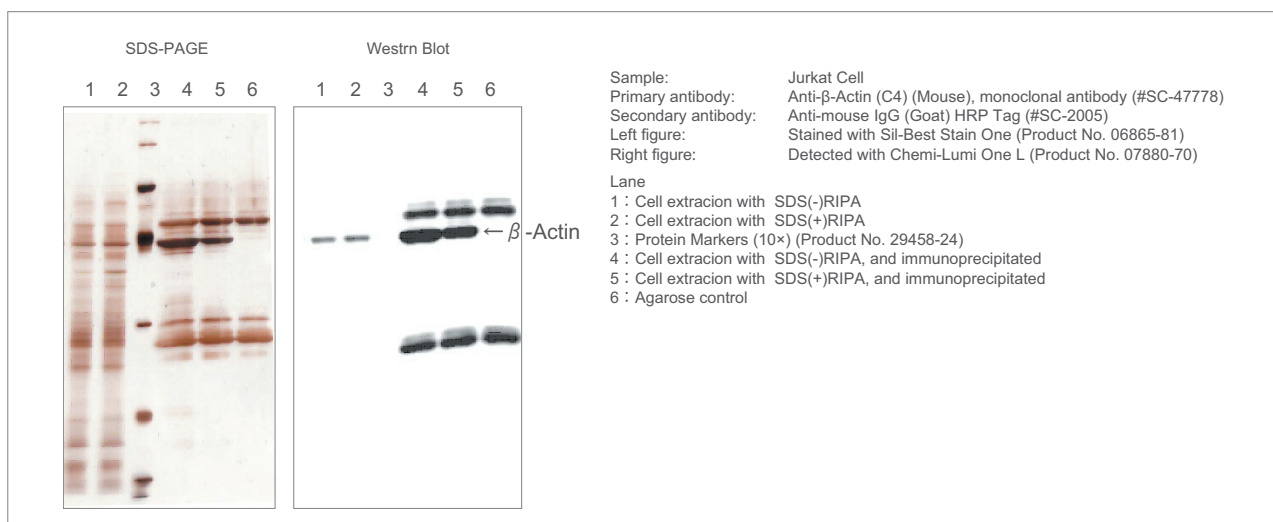 SDS-PAGE
1 2 3 4 5 6
Westrn Blot
1 2 3 4 5 6
←β-Actin
Sample: Jurkat Cell
Primary antibody: Anti-β-Actin (C4) (Mouse), monoclonal antibody (#SC-47778)
Secondary antibody: Anti-mouse IgG (Goat) HRP Tag (#SC-2005)
Left figure: Stained with Sil-Best Stain One (Product No. 06865-81)
Right figure: Detected with Chemi-Lumi One L (Product No. 07880-70)
Lane
1：Cell extracion with SDS(-)RIPA
2：Cell extracion with SDS(+)RIPA
3：Protein Markers (10×) (Product No. 29458-24)
4：Cell extracion with SDS(-)RIPA, and immunoprecipitated
5：Cell extracion with SDS(+)RIPA, and immunoprecipitated
6：Agarose control